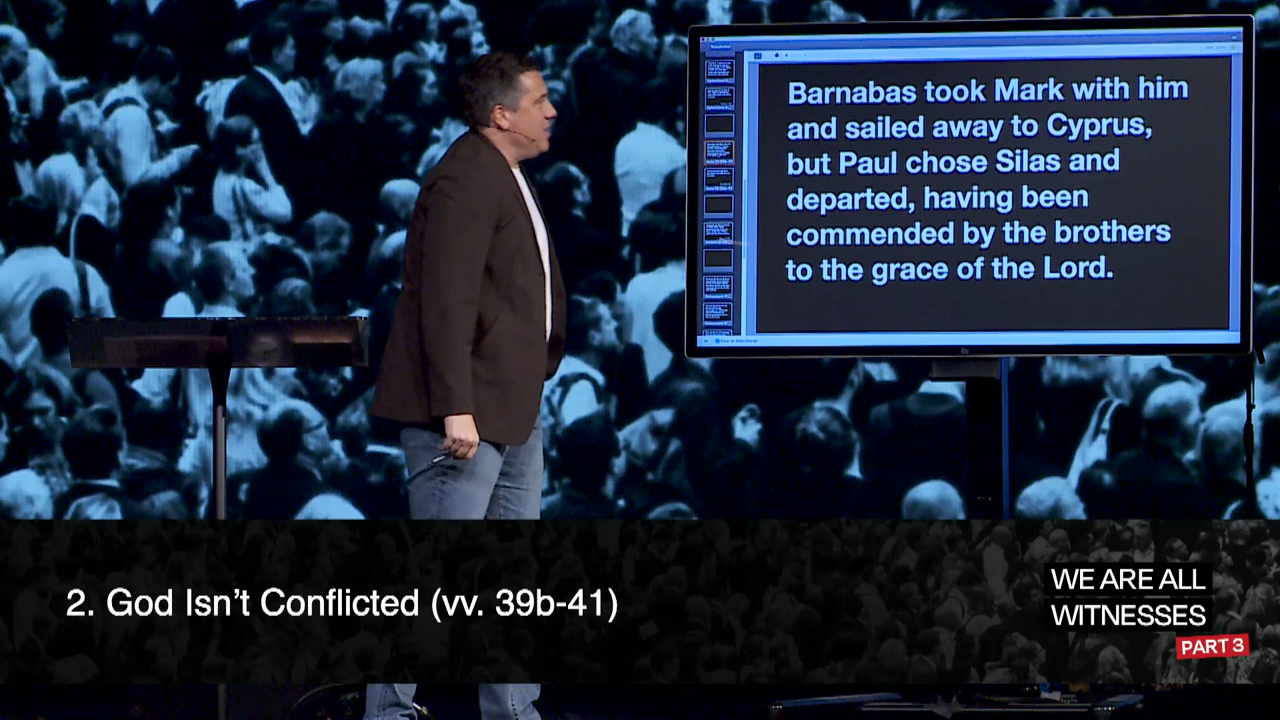 Barnabas took Mark with him
and sailed away to Cyprus,
but Paul chose Silas and
departed, having been
commended by the brothers
to the grace of the Lord.
2. God Isn't Conflicted (vv. 39b-41)
WE ARE ALL
WITNESSES
PART 3